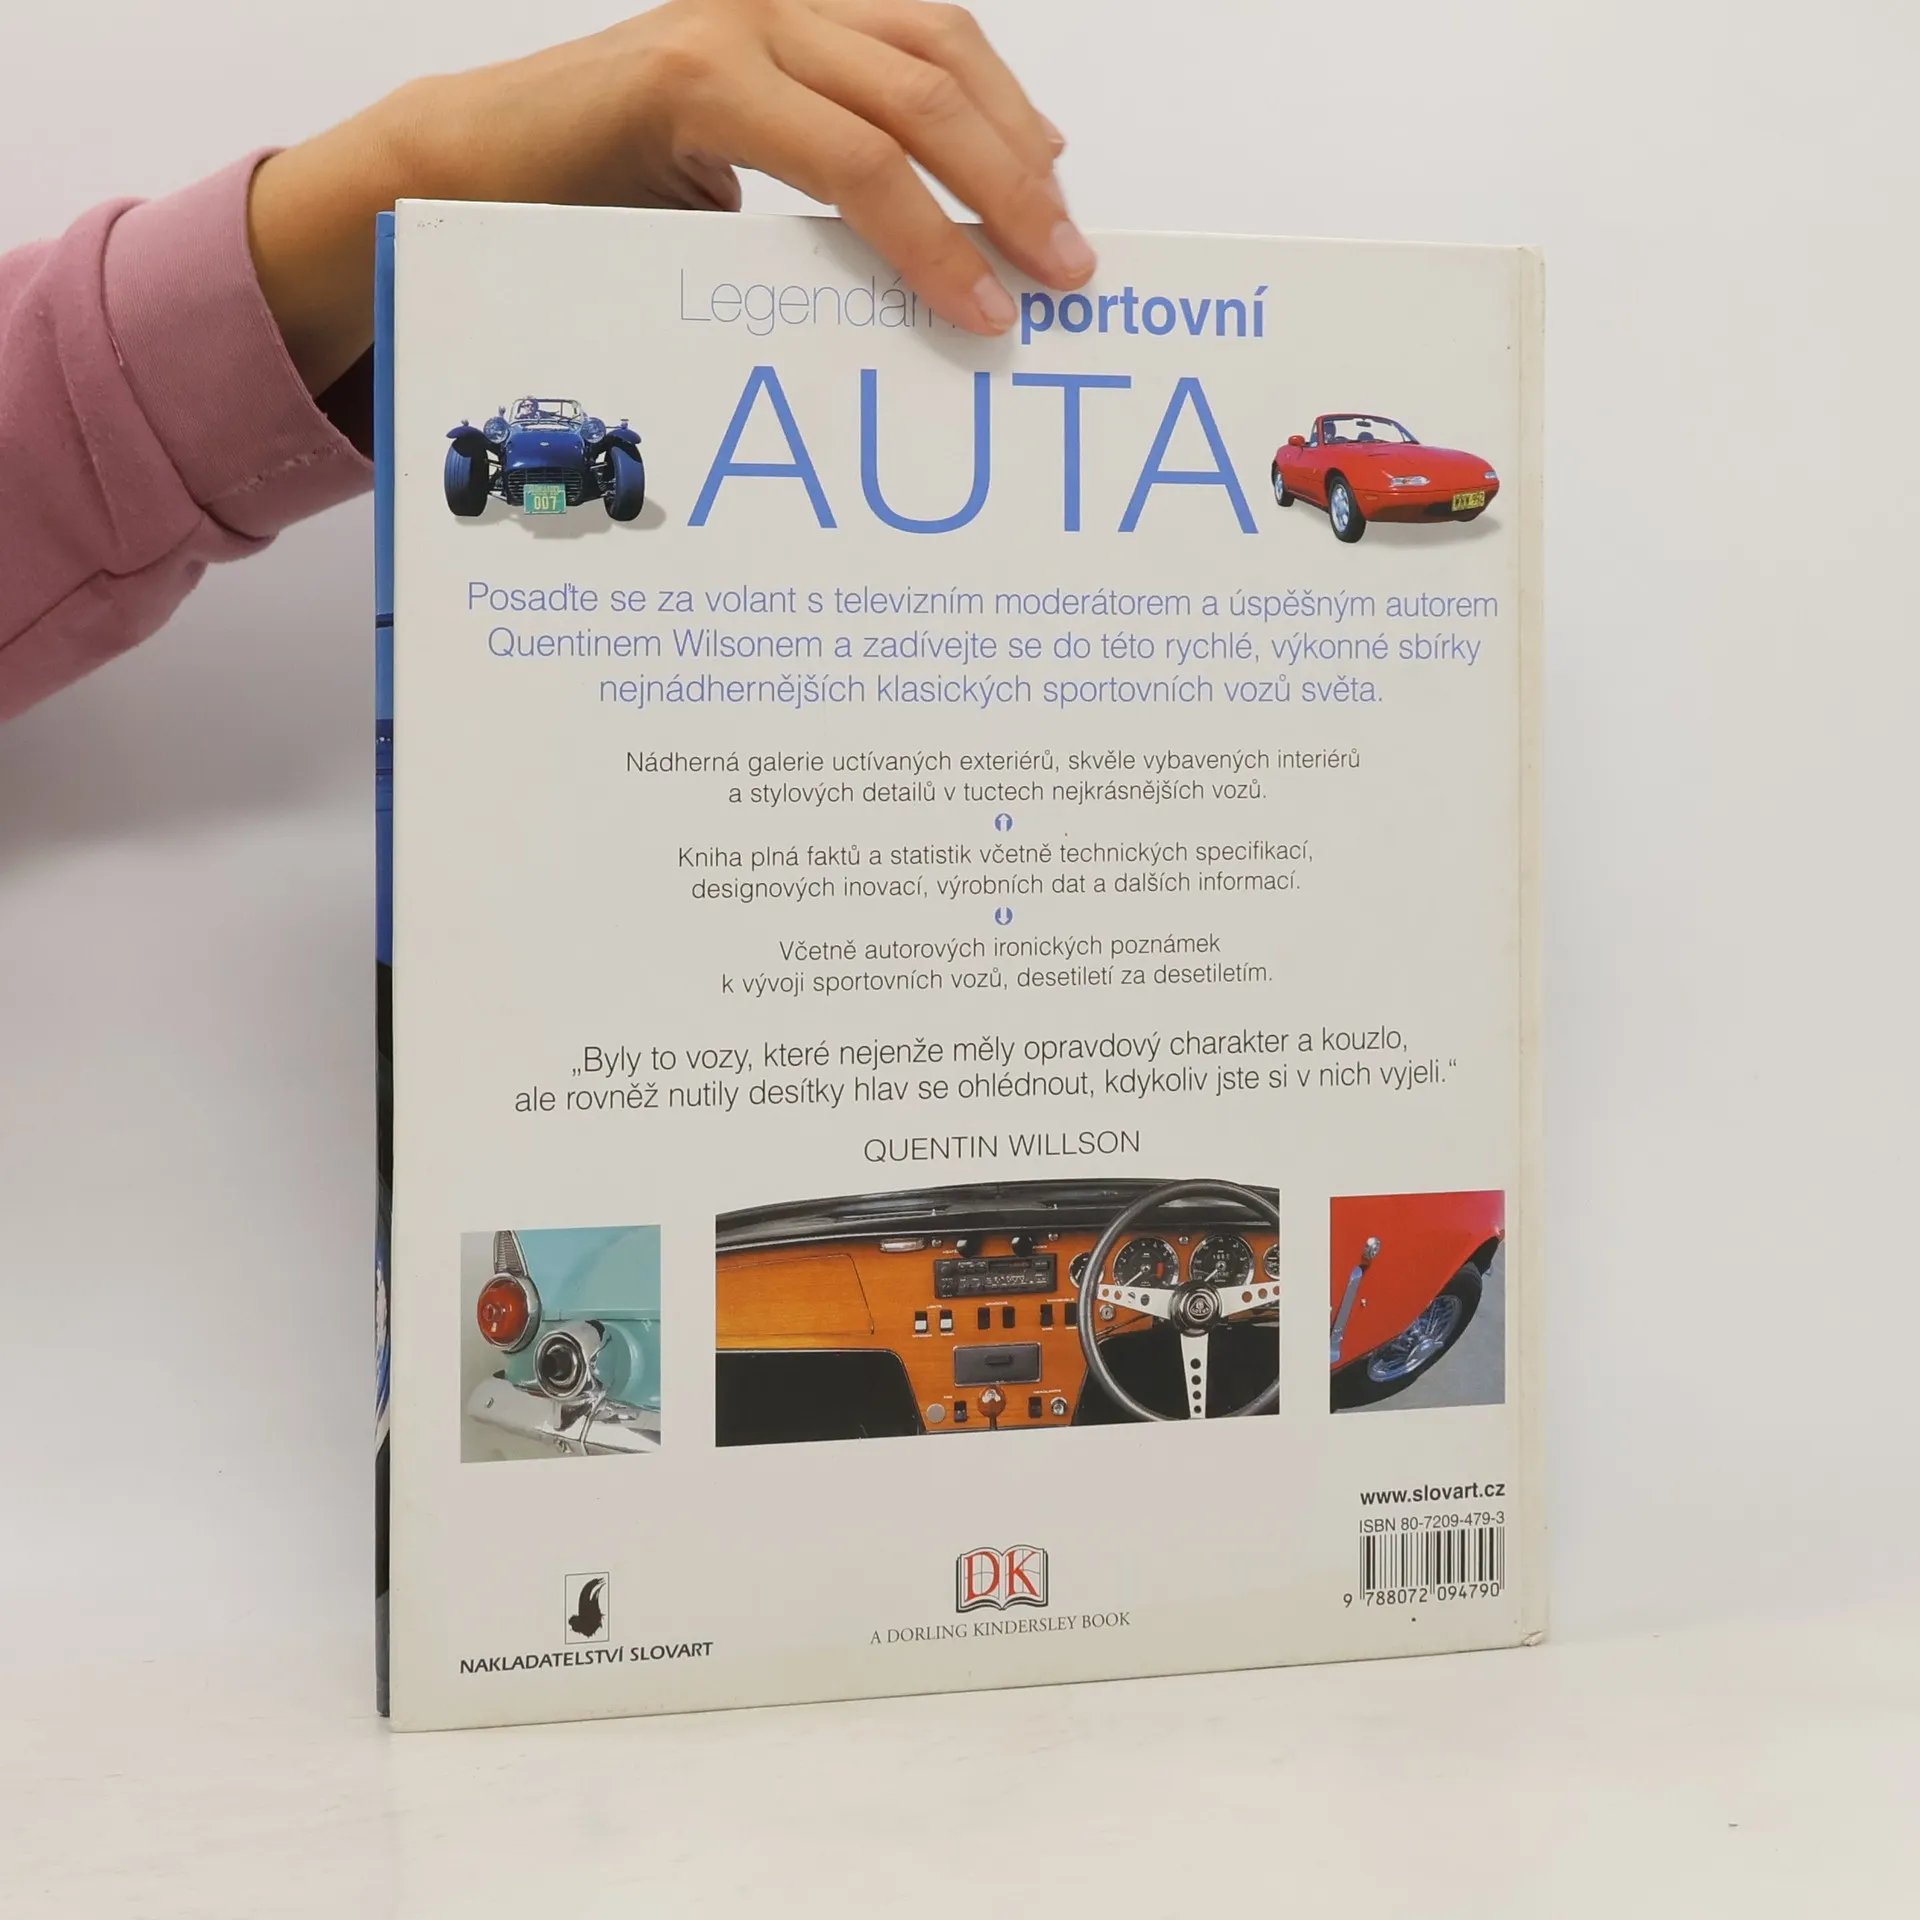 Legendár portovní
AUTA
007
Posaďte se za volant s televizním moderátorem a úspěšným autorem
Quentinem Wilsonem a zadívejte se do této rychlé, výkonné sbírky
nejnádhernějších klasických sportovních vozů světa.
Nádherná galerie uctívaných exteriérů, skvěle vybavených interiérů
a stylových detailů v tuctech nejkrásnějších vozů.
Kniha plná faktů a statistik včetně technických specifikací,
designových inovací, výrobních dat a dalších informací.
Včetně autorových ironických poznámek
k vývoji sportovních vozů, desetiletí za desetiletím.
„Byly to vozy, které nejenže měly opravdový charakter a kouzlo,
ale rovněž nutily desítky hlav se ohlédnout, kdykoliv jste si v nich vyjeli.“
QUENTIN WILLSON
www.slovart.cz
ISBN 80-7209-479-3
9 788072 094790
DK
A DORLING KINDERSLEY BOOK
NAKLADATELSTVÍ SLOVART